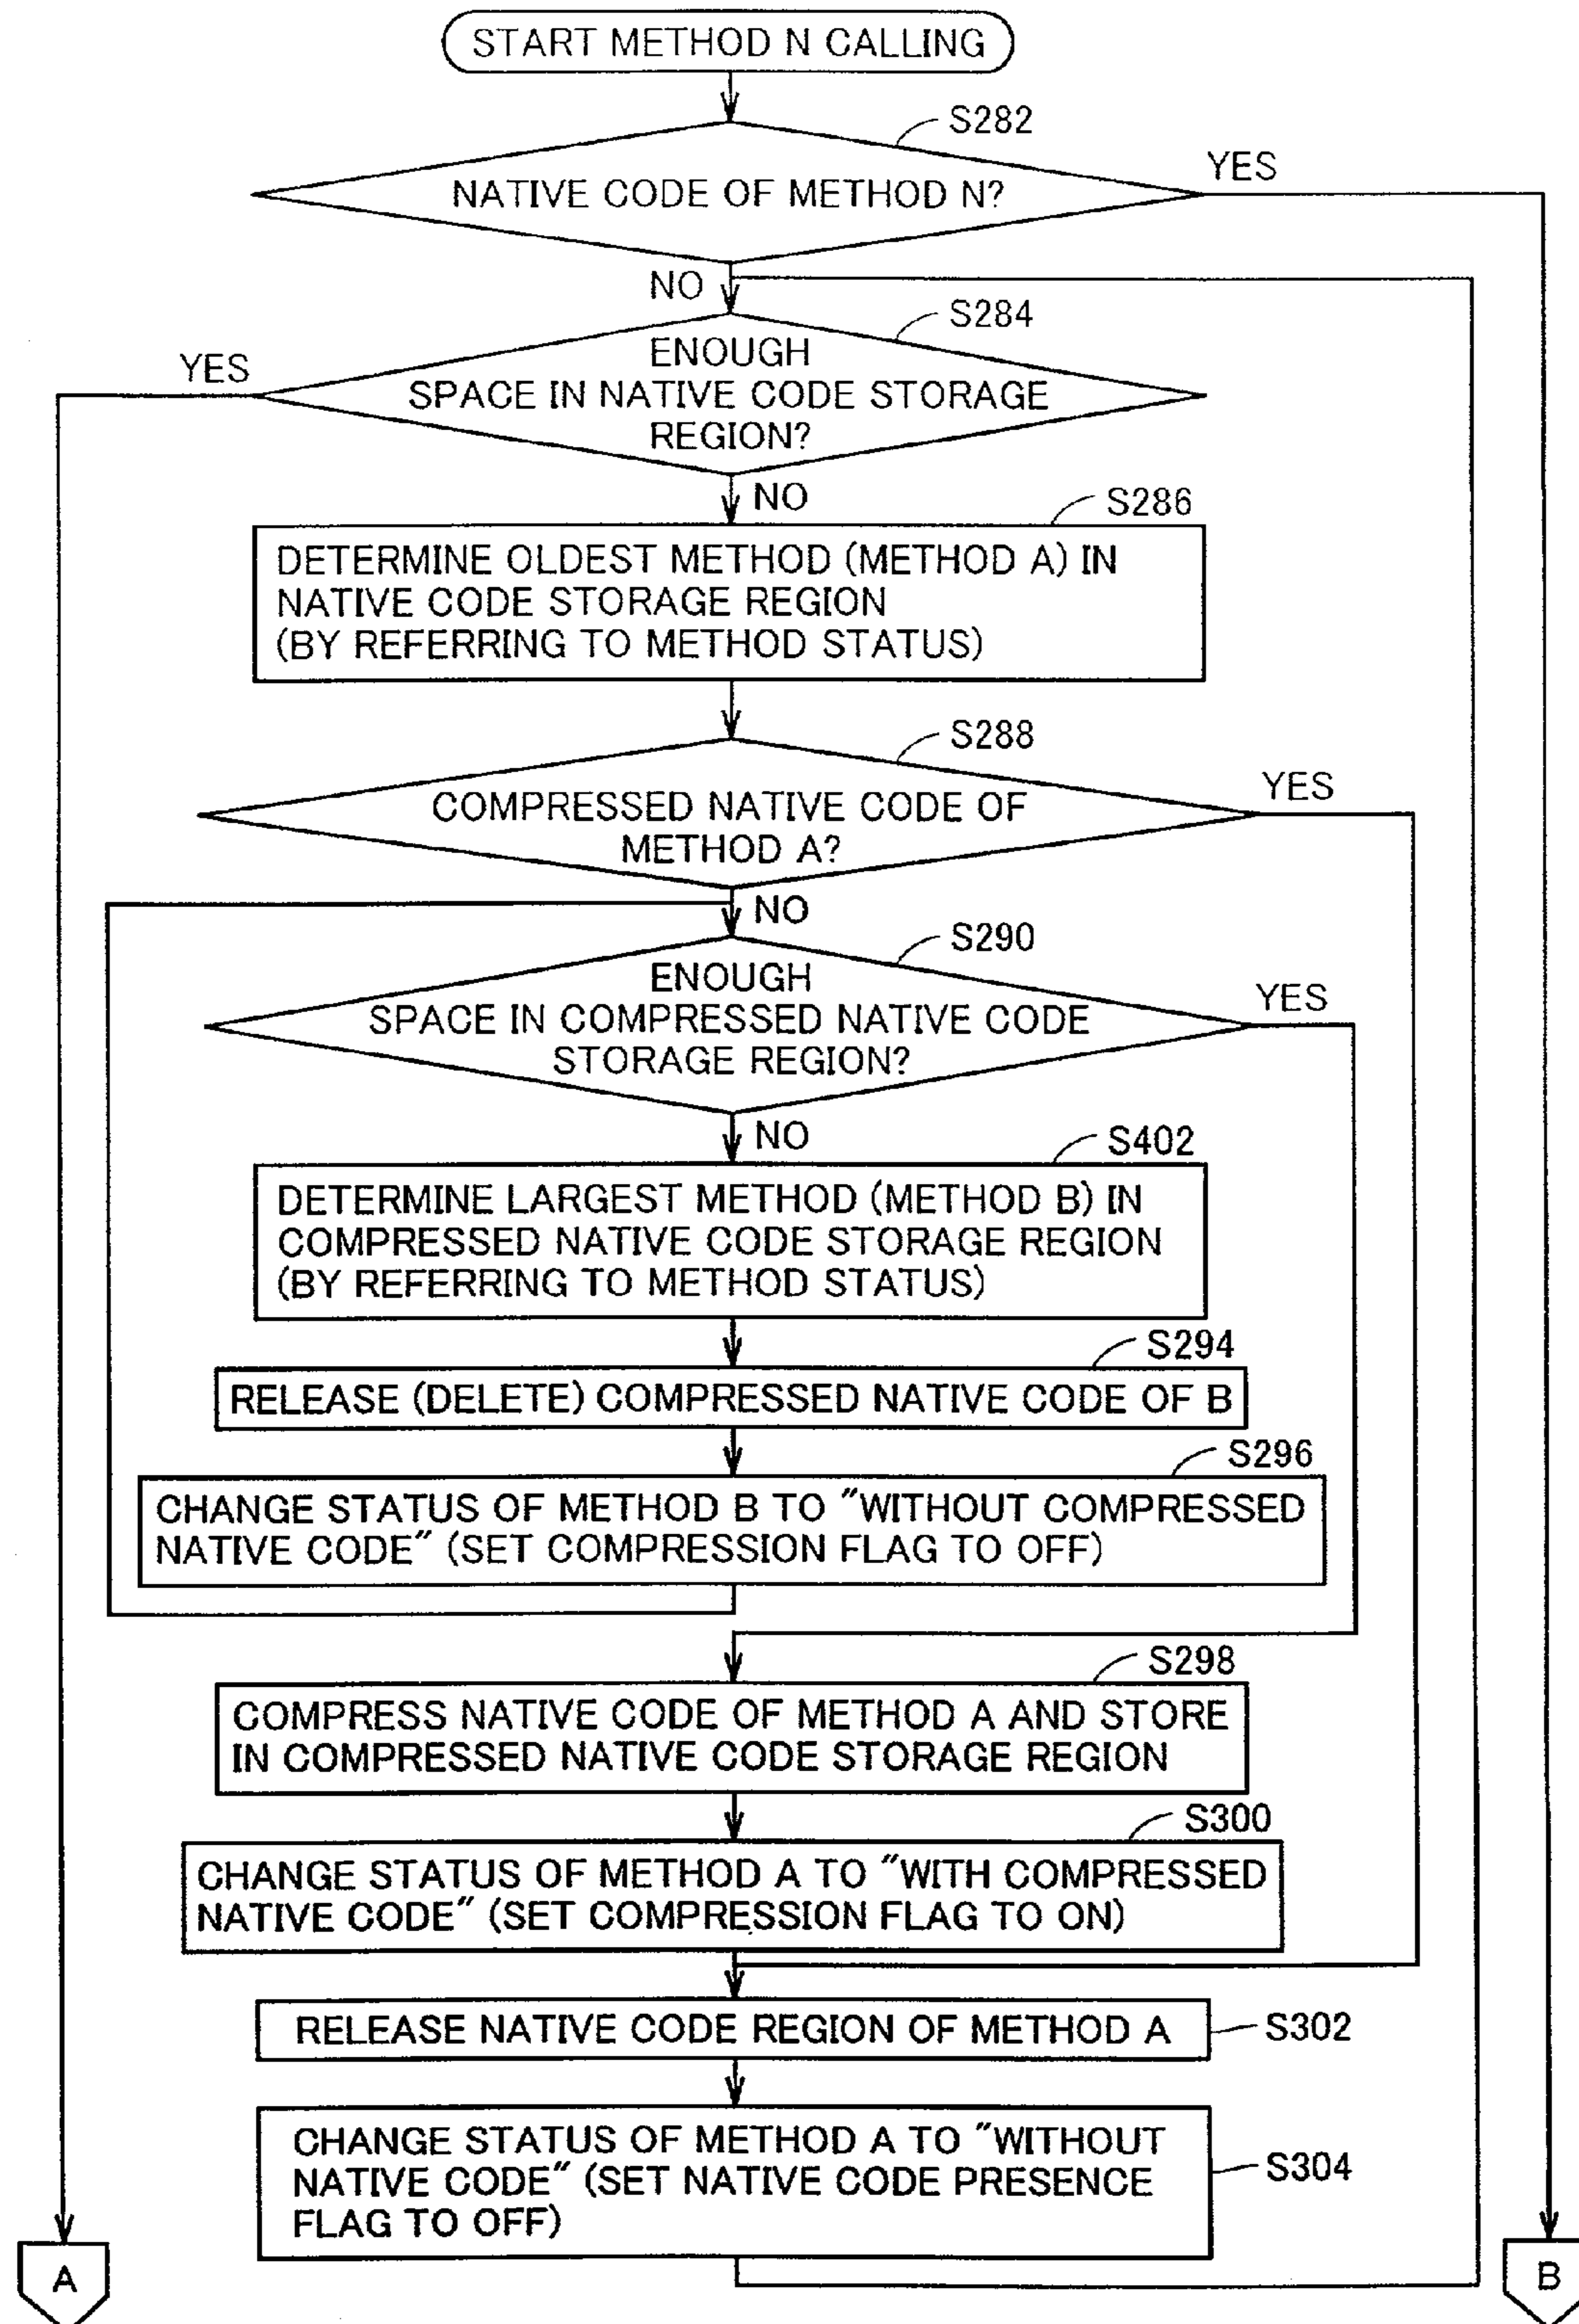 START METHOD N CALLING
S282
NATIVE CODE OF METHOD N?
YES
NO
S284
ENOUGH
SPACE IN NATIVE CODE STORAGE
REGION?
YES
NO
S286
DETERMINE OLDEST METHOD (METHOD A) IN
NATIVE CODE STORAGE REGION
(BY REFERRING TO METHOD STATUS)
S288
COMPRESSED NATIVE CODE OF
METHOD A?
YES
NO
S290
ENOUGH
SPACE IN COMPRESSED NATIVE CODE
STORAGE REGION?
YES
NO
S402
DETERMINE LARGEST METHOD (METHOD B) IN
COMPRESSED NATIVE CODE STORAGE REGION
(BY REFERRING TO METHOD STATUS)
S294
RELEASE (DELETE) COMPRESSED NATIVE CODE OF B
S296
CHANGE STATUS OF METHOD B TO "WITHOUT COMPRESSED
NATIVE CODE" (SET COMPRESSION FLAG TO OFF)
S298
COMPRESS NATIVE CODE OF METHOD A AND STORE
IN COMPRESSED NATIVE CODE STORAGE REGION
S300
CHANGE STATUS OF METHOD A TO "WITH COMPRESSED
NATIVE CODE" (SET COMPRESSION FLAG TO ON)
RELEASE NATIVE CODE REGION OF METHOD A
S302
CHANGE STATUS OF METHOD A TO "WITHOUT
NATIVE CODE" (SET NATIVE CODE PRESENCE
FLAG TO OFF)
S304
A
B